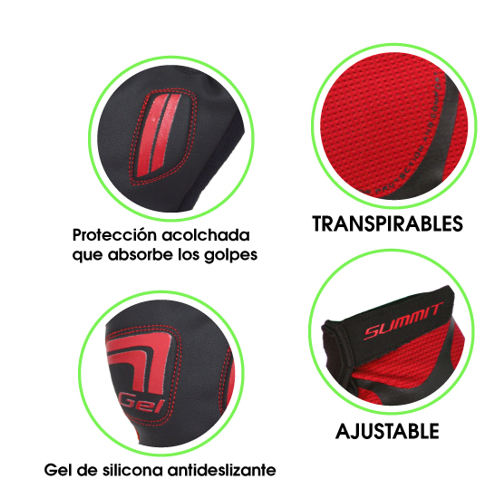 Protección acolchada
que absorbe los golpes
TRANSPIRABLES
Gel
Gel de silicona antideslizante
SUMMIT
AJUSTABLE